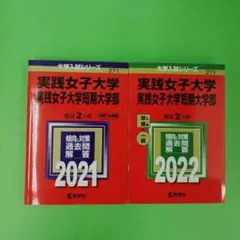 大学入試シリーズ
271
実践女子大学
実践女子大学短期大学部
最近2カ年
傾向と対策
過去問
解答
2021
教学社
大学入試シリーズ
271
実践女子大学
実践女子大学短期大学部
最近2カ年
傾向と対策
過去問
解答
2022
教学社